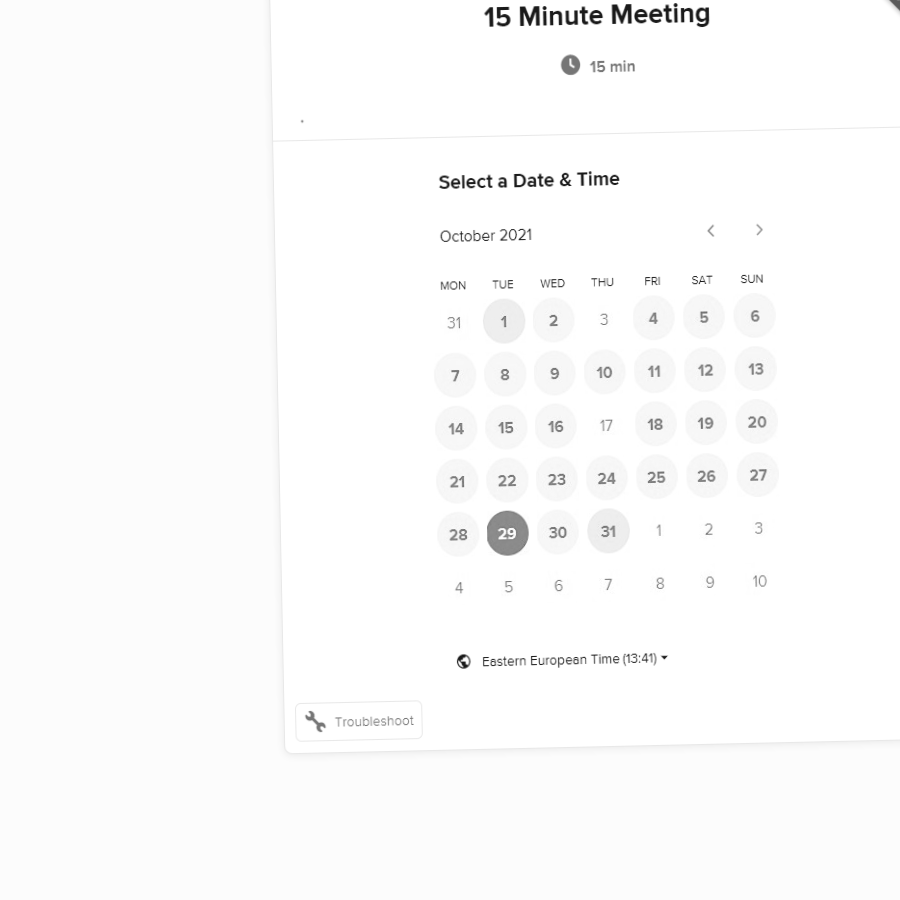 15 Minute Meeting
15 min
.
Select a Date & Time
October 2021
MON TUE WED THU FRI SAT SUN
31 1 2 3 4 5 6
7 8 9 10 11 12 13
14 15 16 17 18 19 20
21 22 23 24 25 26 27
28 29 30 31 1 2 3
4 5 6 7 8 9 10
Eastern European Time (13:41)
Troubleshoot